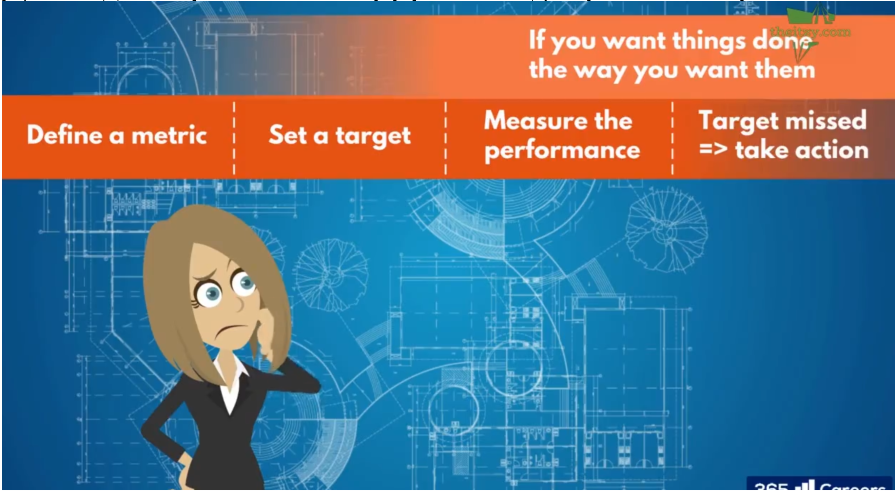 If you want things done
the way you want them
Define a metric
Set a target
Measure the
performance
Target missed
=> take action
365 Careers